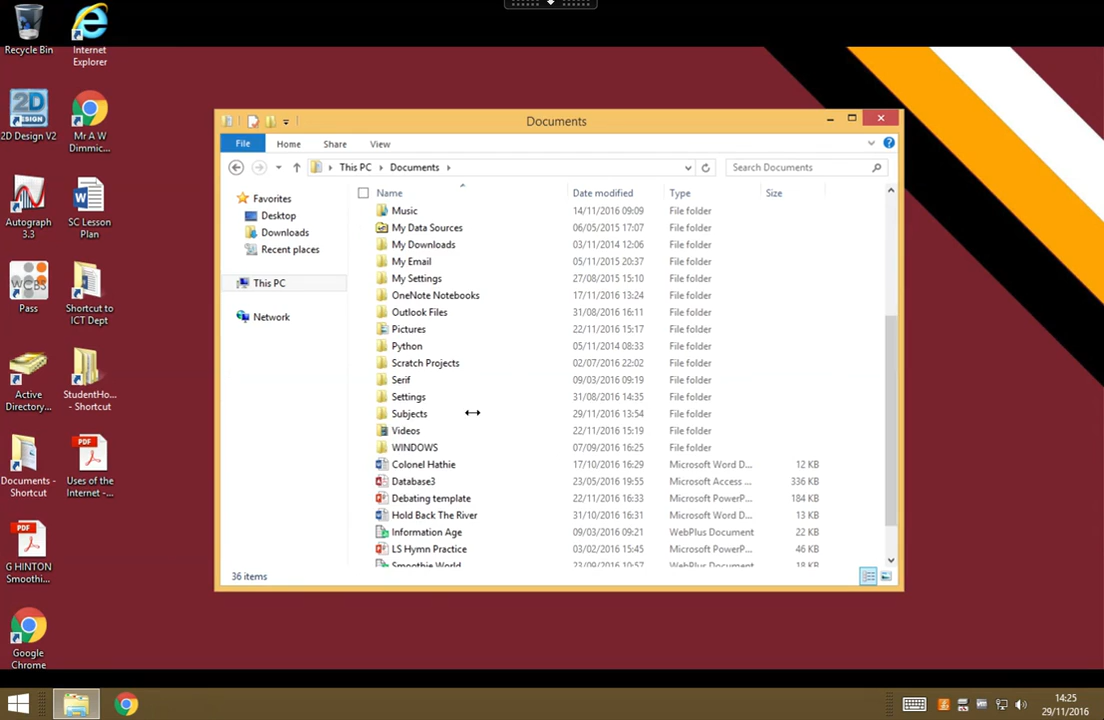 Recycle Bin
Internet
Explorer
2D DESIGN
2D Design V2
Mr A W
Dimmic...
Autograph
3.3
SC Lesson
Plan
WCBS
Pass
Shortcut to
ICT Dept
Active
Directory...
StudentHo...
- Shortcut
Documents -
Shortcut
PDF
Uses of the
Internet -...
PDF
G HINTON
Smoothi...
Google
Chrome
Documents
File Home Share View
This PC Documents
Search Documents
Favorites
Desktop
Downloads
Recent places
This PC
Network
Name Date modified Type Size
Music 14/11/2016 09:09 File folder
My Data Sources 06/05/2015 17:07 File folder
My Downloads 03/11/2014 12:06 File folder
My Email 05/11/2015 20:37 File folder
My Settings 27/08/2015 15:10 File folder
OneNote Notebooks 17/11/2016 13:24 File folder
Outlook Files 31/08/2016 16:11 File folder
Pictures 22/11/2016 15:17 File folder
Python 05/11/2014 08:33 File folder
Scratch Projects 02/07/2016 22:02 File folder
Serif 09/03/2016 09:19 File folder
Settings 31/08/2016 14:35 File folder
Subjects 29/11/2016 13:54 File folder
Videos 22/11/2016 15:19 File folder
WINDOWS 07/09/2016 16:25 File folder
Colonel Hathie 17/10/2016 16:29 Microsoft Word D... 12 KB
Database3 23/05/2016 19:55 Microsoft Access ... 336 KB
Debating template 22/11/2016 16:33 Microsoft PowerP... 184 KB
Hold Back The River 31/10/2016 16:31 Microsoft Word D... 13 KB
Information Age 09/03/2016 09:21 WebPlus Document 22 KB
LS Hymn Practice 03/02/2016 15:45 Microsoft PowerP... 46 KB
Smoothie World 23/09/2016 10:57 WebPlus Document 18 KB
36 items
14:25
29/11/2016